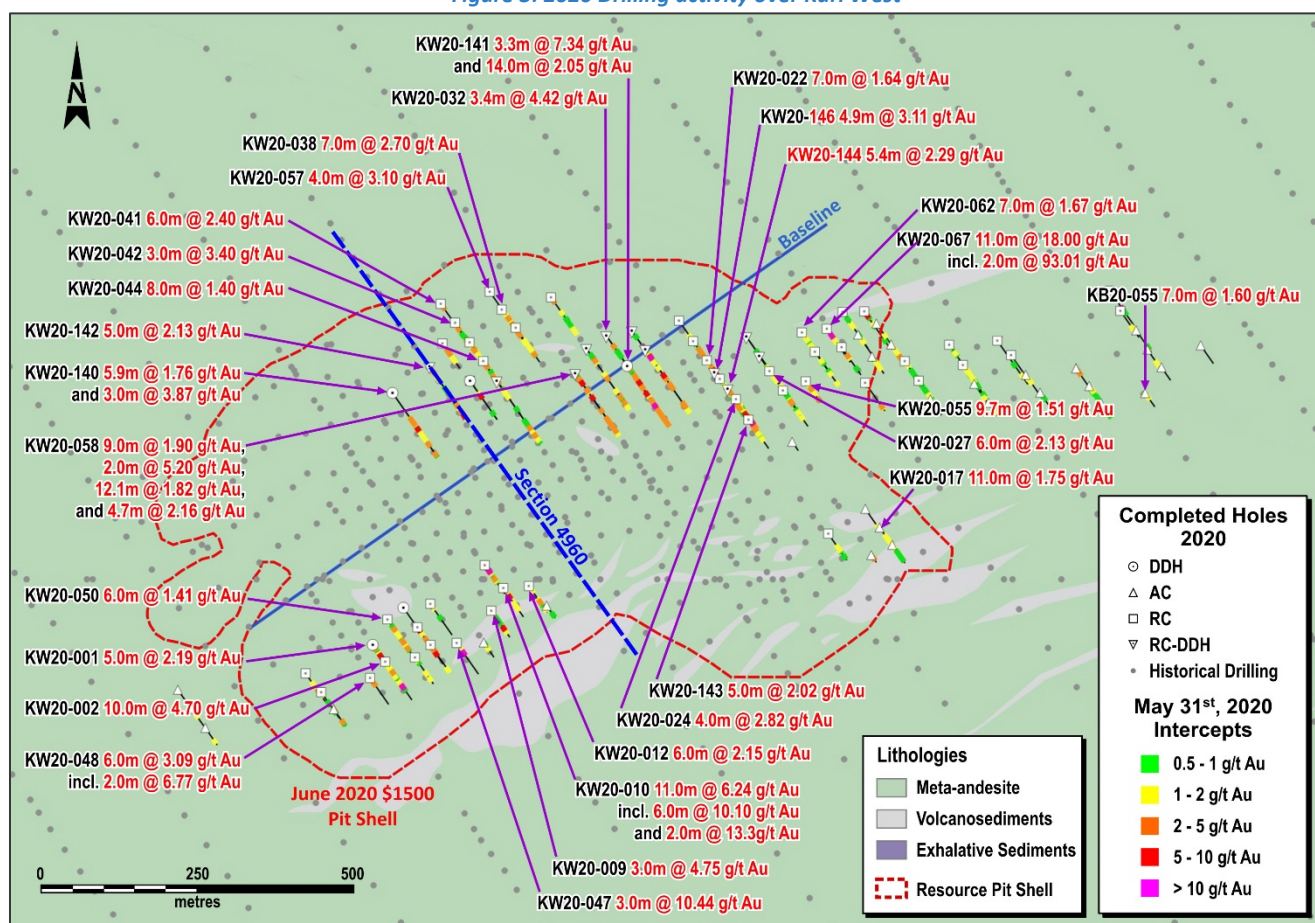 Figure 3: 2020 Drilling activity over Kari West
N
KW20-141 3.3m @ 7.34 g/t Au
and 14.0m @ 2.05 g/t Au
KW20-032 3.4m @ 4.42 g/t Au
KW20-022 7.0m @ 1.64 g/t Au
KW20-146 4.9m @ 3.11 g/t Au
KW20-144 5.4m @ 2.29 g/t Au
KW20-038 7.0m @ 2.70 g/t Au
KW20-057 4.0m @ 3.10 g/t Au
KW20-041 6.0m @ 2.40 g/t Au
KW20-042 3.0m @ 3.40 g/t Au
KW20-044 8.0m @ 1.40 g/t Au
KW20-142 5.0m @ 2.13 g/t Au
KW20-140 5.9m @ 1.76 g/t Au
and 3.0m @ 3.87 g/t Au
KW20-058 9.0m @ 1.90 g/t Au,
2.0m @ 5.20 g/t Au,
12.1m @ 1.82 g/t Au,
and 4.7m @ 2.16 g/t Au
Baseline
Section 4960
KW20-062 7.0m @ 1.67 g/t Au
KW20-067 11.0m @ 18.00 g/t Au
incl. 2.0m @ 93.01 g/t Au
KB20-055 7.0m @ 1.60 g/t Au
KW20-055 9.7m @ 1.51 g/t Au
KW20-027 6.0m @ 2.13 g/t Au
KW20-017 11.0m @ 1.75 g/t Au
KW20-050 6.0m @ 1.41 g/t Au
KW20-001 5.0m @ 2.19 g/t Au
KW20-002 10.0m @ 4.70 g/t Au
KW20-048 6.0m @ 3.09 g/t Au
incl. 2.0m @ 6.77 g/t Au
June 2020 $1500
Pit Shell
KW20-143 5.0m @ 2.02 g/t Au
KW20-024 4.0m @ 2.82 g/t Au
KW20-012 6.0m @ 2.15 g/t Au
KW20-010 11.0m @ 6.24 g/t Au
incl. 6.0m @ 10.10 g/t Au
and 2.0m @ 13.3g/t Au
KW20-009 3.0m @ 4.75 g/t Au
KW20-047 3.0m @ 10.44 g/t Au
0 250 500
metres
Lithologies
Meta-andesite
Volcanosediments
Exhalative Sediments
Resource Pit Shell
Completed Holes
2020
DDH
AC
RC
RC-DDH
Historical Drilling
May 31st, 2020
Intercepts
0.5 - 1 g/t Au
1 - 2 g/t Au
2 - 5 g/t Au
5 - 10 g/t Au
> 10 g/t Au